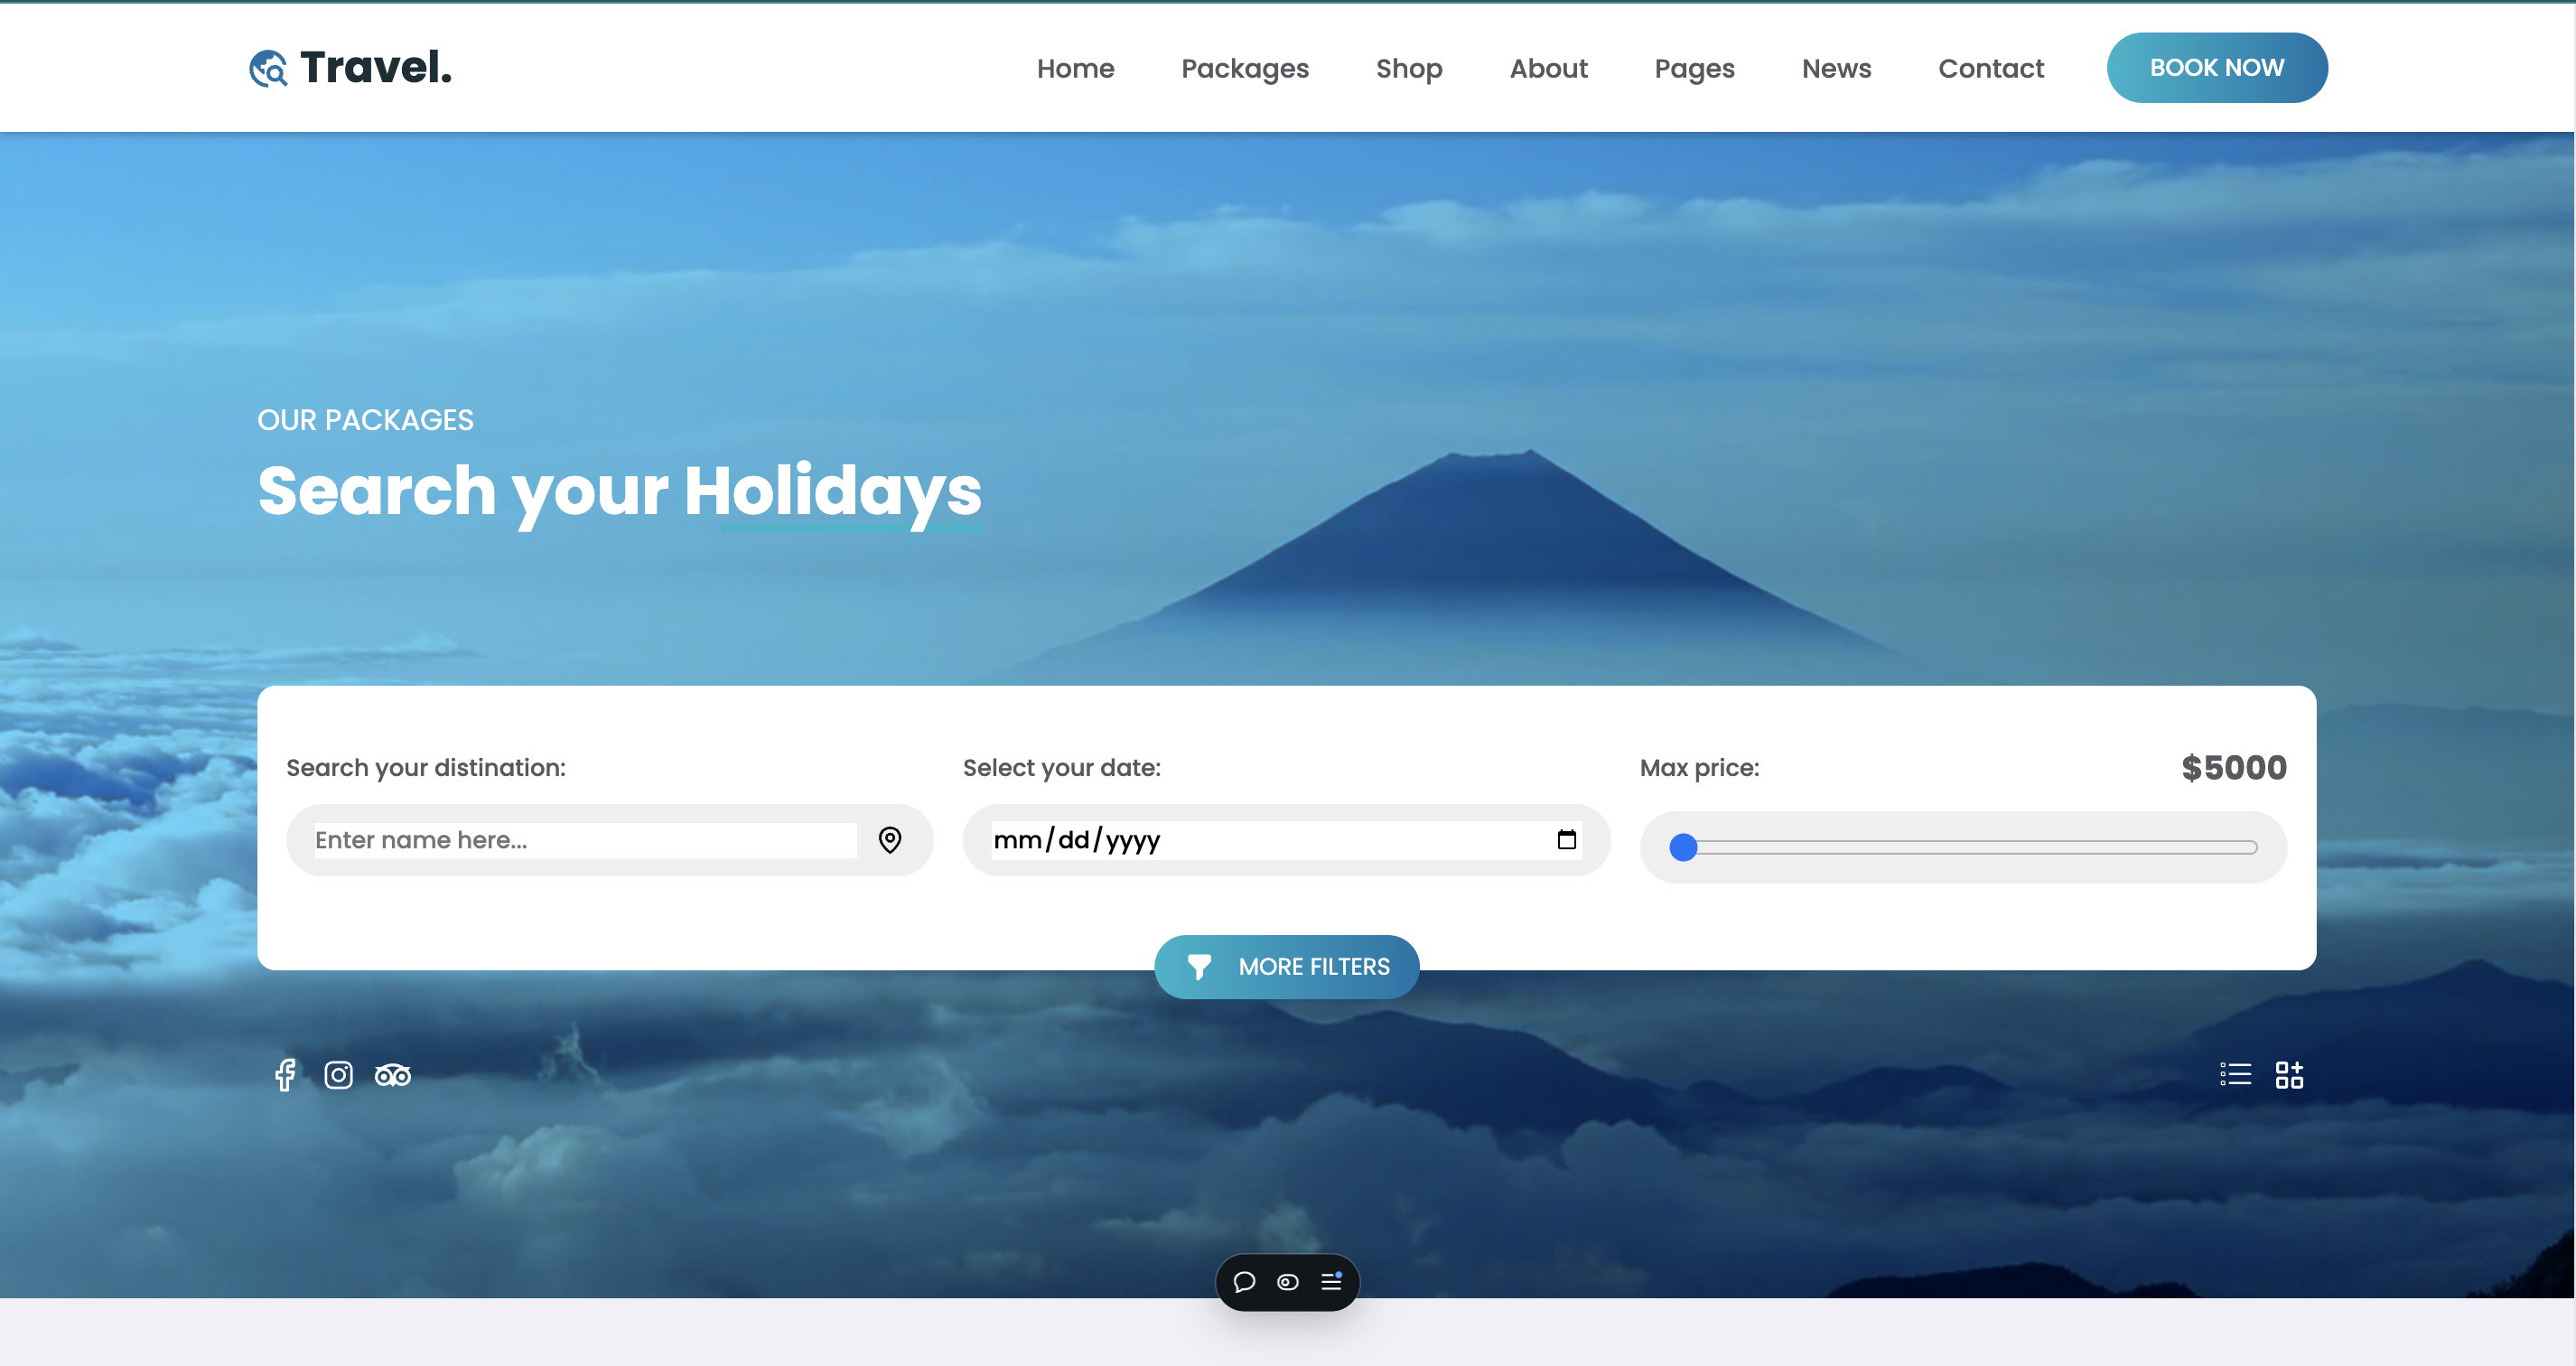 Travel.
Home Packages Shop About Pages News Contact BOOK NOW
OUR PACKAGES
Search your Holidays
Search your distination: Select your date: Max price: $5000
Enter name here... mm/dd/yyyy
MORE FILTERS